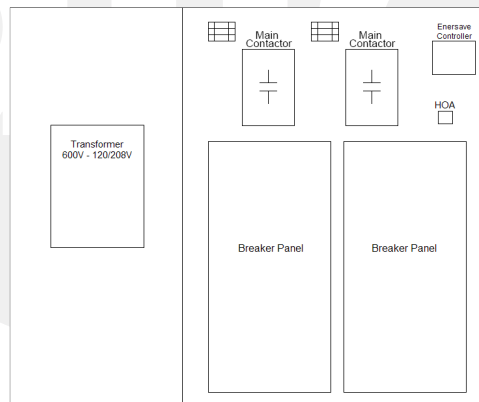 Main
Contactor
Main
Contactor
Enersave
Controller
HOA
Transformer
600V - 120/208V
Breaker Panel
Breaker Panel